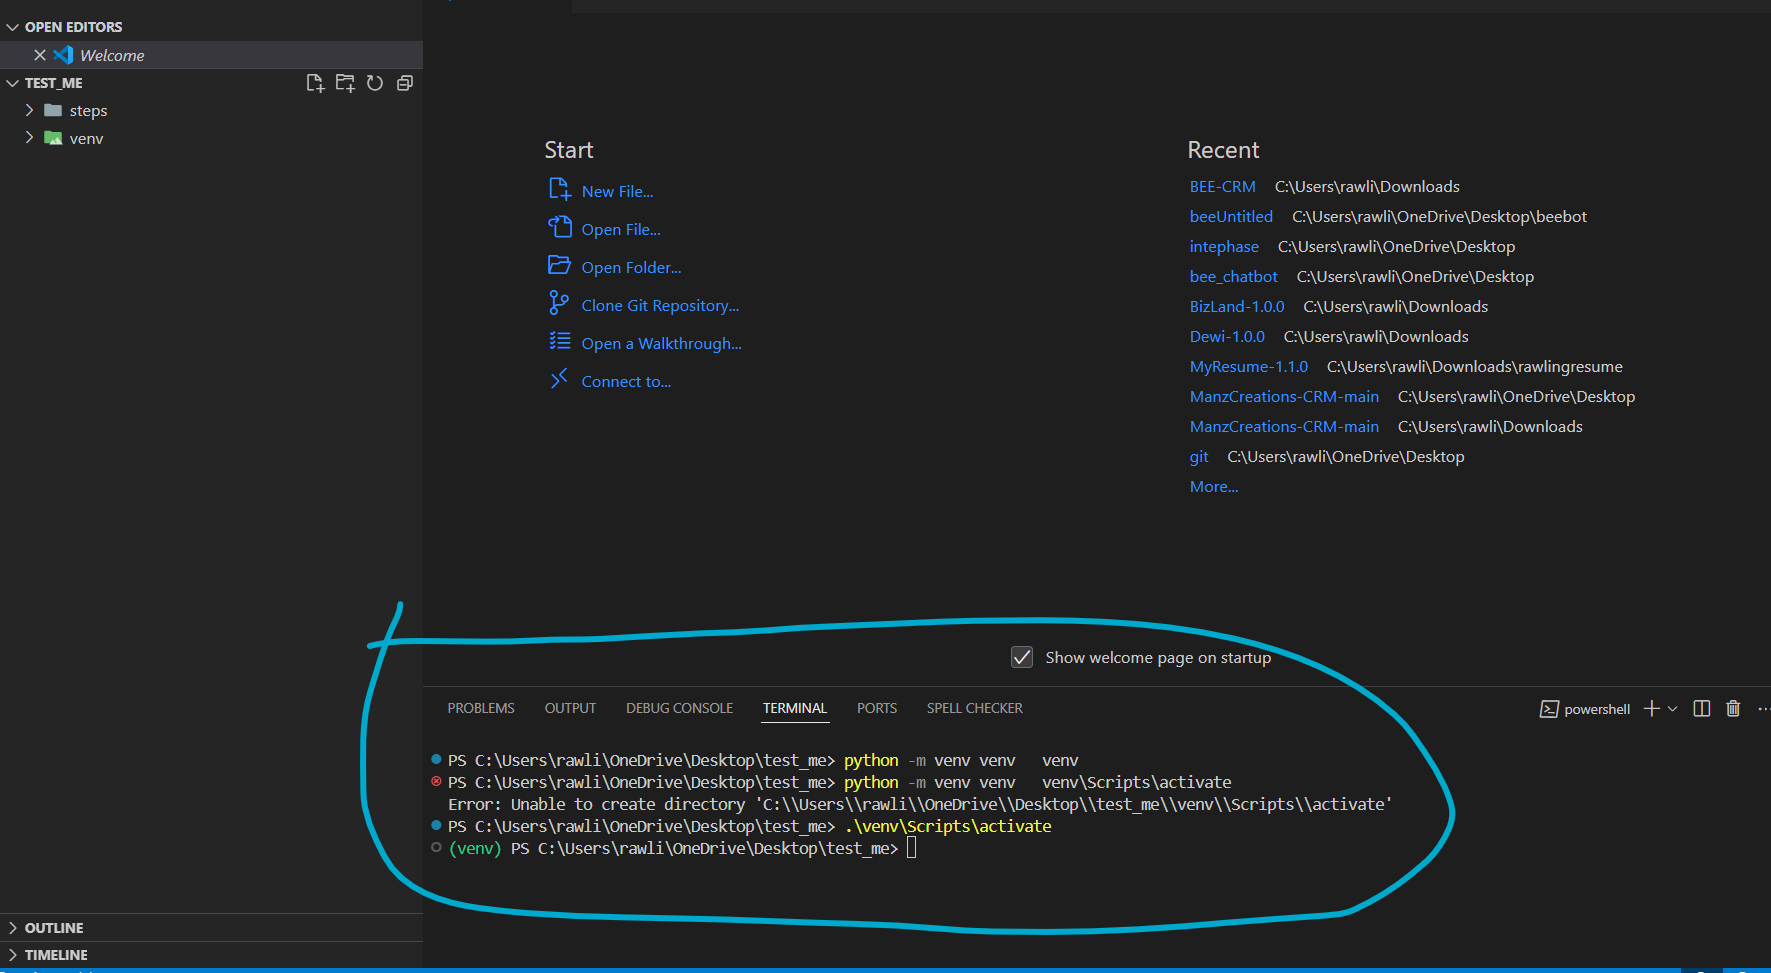 OPEN EDITORS
Welcome
TEST_ME
steps
venv
Start
New File...
Open File...
Open Folder...
Clone Git Repository...
Open a Walkthrough...
Connect to...
Recent
BEE-CRM C:\Users\rawli\Downloads
beeUntitled C:\Users\rawli\OneDrive\Desktop\beebot
intephase C:\Users\rawli\OneDrive\Desktop
bee_chatbot C:\Users\rawli\OneDrive\Desktop
BizLand-1.0.0 C:\Users\rawli\Downloads
Dewi-1.0.0 C:\Users\rawli\Downloads
MyResume-1.1.0 C:\Users\rawli\Downloads\rawlingresume
ManzCreations-CRM-main C:\Users\rawli\OneDrive\Desktop
ManzCreations-CRM-main C:\Users\rawli\Downloads
git C:\Users\rawli\OneDrive\Desktop
More...
Show welcome page on startup
PROBLEMS OUTPUT DEBUG CONSOLE TERMINAL PORTS SPELL CHECKER
powershell
PS C:\Users\rawli\OneDrive\Desktop\test_me> python -m venv venv   venv
PS C:\Users\rawli\OneDrive\Desktop\test_me> python -m venv venv   venv\Scripts\activate
Error: Unable to create directory 'C:\\Users\\rawli\\OneDrive\\Desktop\\test_me\\venv\\Scripts\\activate'
PS C:\Users\rawli\OneDrive\Desktop\test_me> .\venv\Scripts\activate
(venv) PS C:\Users\rawli\OneDrive\Desktop\test_me>
OUTLINE
TIMELINE